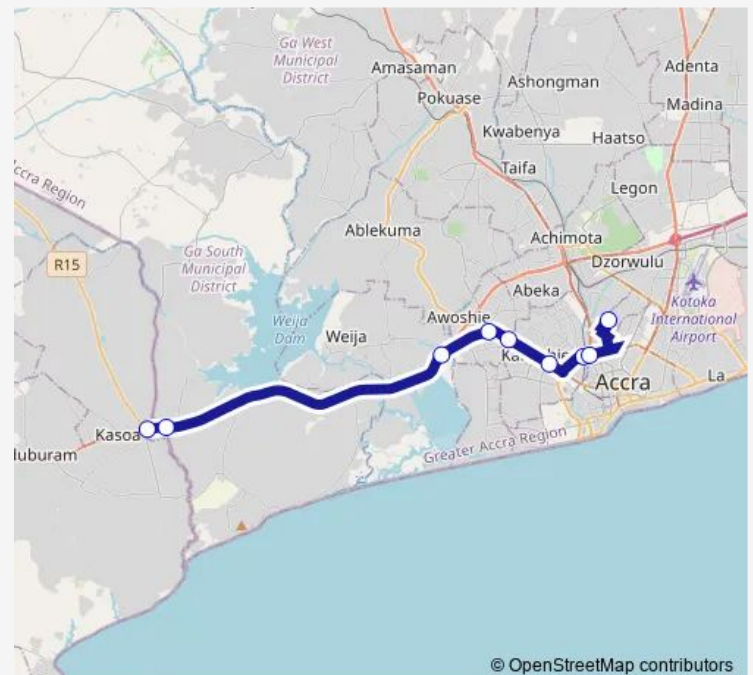 Ga West
Municipal
District
Amasaman
Adenta
Ashongman
Pokuase
Madina
Kwabenya
Haatso
Taifa
Accra Region
Legon
Ablekuma
Achimota
Ga South
Municipal
District
R15
Dzorwulu
Abeka
Kotoka
International
Airport
Awoshie
Weija
Dam
Weija
Accra
La
Kasoa
Greater Accra Region
© OpenStreetMap contributors